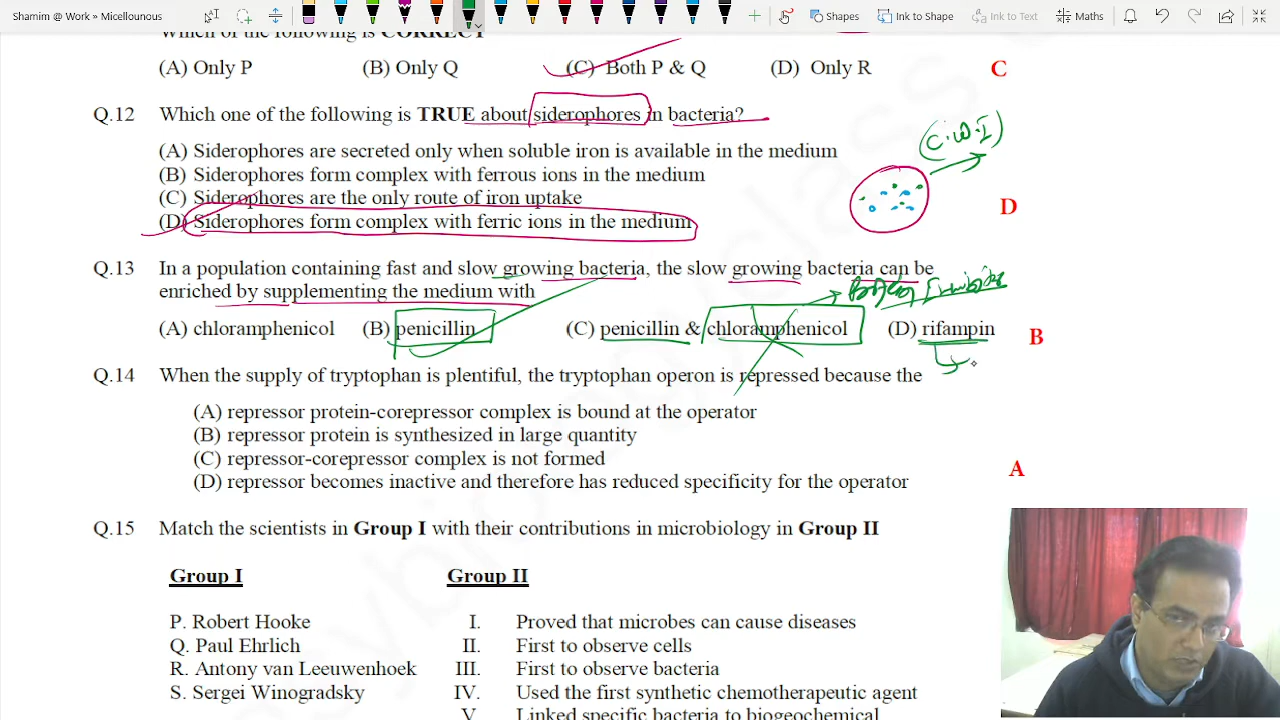 Shamim @ Work » Micellounous
Shapes
Ink to Shape
Ink to Text
Maths
Which of the following is CORRECT
(A) Only P (B) Only Q (C) Both P & Q (D) Only R C
Q.12 Which one of the following is TRUE about siderophores in bacteria?
(C.W.I)
(A) Siderophores are secreted only when soluble iron is available in the medium
(B) Siderophores form complex with ferrous ions in the medium
(C) Siderophores are the only route of iron uptake
(D) Siderophores form complex with ferric ions in the medium D
Q.13 In a population containing fast and slow growing bacteria, the slow growing bacteria can be
enriched by supplementing the medium with
(A) chloramphenicol (B) penicillin (C) penicillin & chloramphenicol (D) rifampin B
Q.14 When the supply of tryptophan is plentiful, the tryptophan operon is repressed because the
(A) repressor protein-corepressor complex is bound at the operator
(B) repressor protein is synthesized in large quantity
(C) repressor-corepressor complex is not formed
(D) repressor becomes inactive and therefore has reduced specificity for the operator A
Q.15 Match the scientists in Group I with their contributions in microbiology in Group II
Group I Group II
P. Robert Hooke I. Proved that microbes can cause diseases
Q. Paul Ehrlich II. First to observe cells
R. Antony van Leeuwenhoek III. First to observe bacteria
S. Sergei Winogradsky IV. Used the first synthetic chemotherapeutic agent
V. Linked specific bacteria to biogeochemical